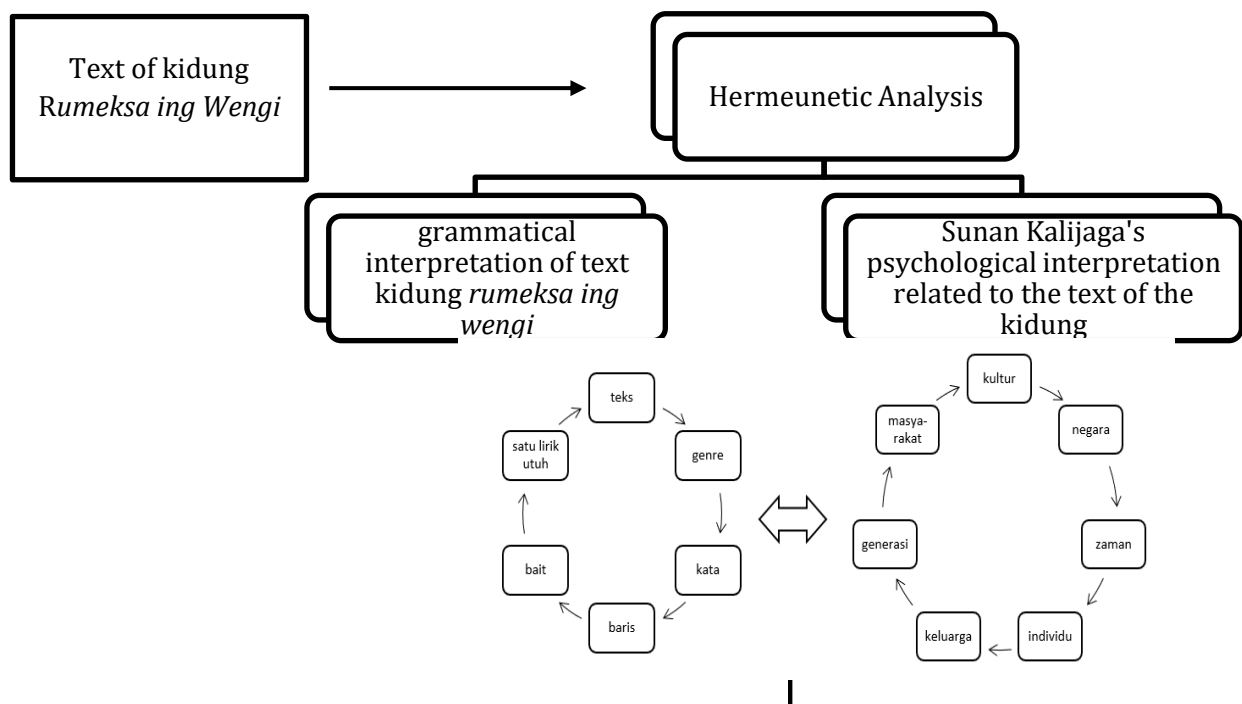 Text of kidung
Rumeksa ing Wengi
Hermeunetic Analysis
grammatical
interpretation of text
kidung rumeksa ing
wengi
Sunan Kalijaga's
psychological interpretation
related to the text of the
kidung
teks
genre
kata
baris
bait
satu lirik
utuh
kultur
negara
zaman
individu
keluarga
generasi
masya-
rakat